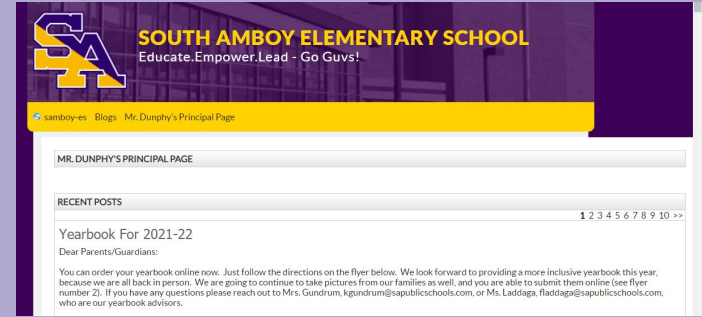 SA
SOUTH AMBOY ELEMENTARY SCHOOL
Educate.Empower.Lead - Go Guvs!
samboy-es Blogs Mr. Dunphy's Principal Page
MR. DUNPHY'S PRINCIPAL PAGE
RECENT POSTS
1 2 3 4 5 6 7 8 9 10 >>
Yearbook For 2021-22
Dear Parents/Guardians:
You can order your yearbook online now. Just follow the directions on the flyer below. We look forward to providing a more inclusive yearbook this year,
because we are all back in person. We are going to continue to take pictures from our families as well, and you are able to submit them online (see flyer
number 2). If you have any questions please reach out to Mrs. Gundrum, kgundrum@sapublicschools.com, or Ms. Laddaga, fladdaga@sapublicschools.com,
who are our yearbook advisors.